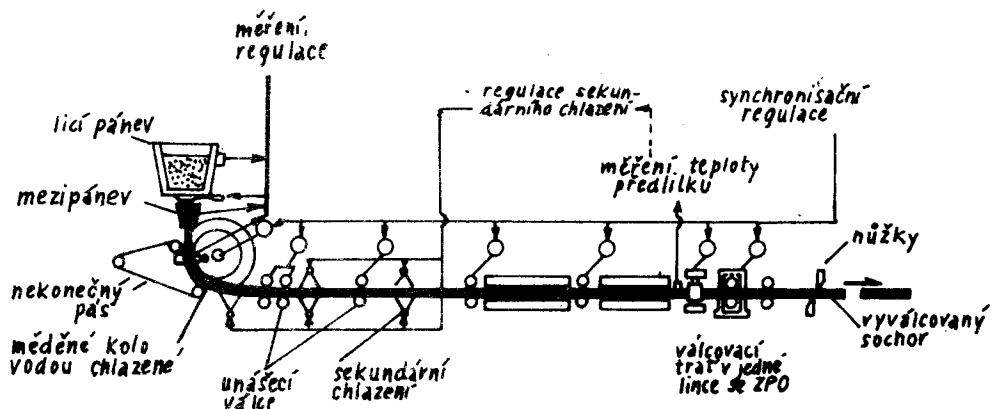 měření,
regulace
licí pánev
mezipánev
nekonečný
pás
měděné kolo
vodou chlazené
unášecí
válce
sekundární
chlazení
regulace sekun-
dárního chlazení
měření teploty
předlitku
synchronisační
regulace
nůžky
vyválcovaný
sochor
válcovací
trať v jedné
lince se ZPO